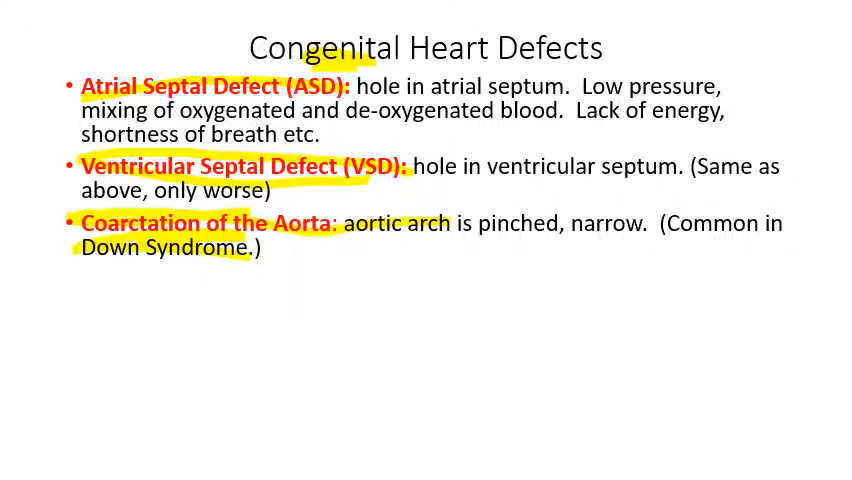 Congenital Heart Defects
• Atrial Septal Defect (ASD): hole in atrial septum.  Low pressure,
mixing of oxygenated and de-oxygenated blood.  Lack of energy,
shortness of breath etc.
• Ventricular Septal Defect (VSD): hole in ventricular septum. (Same as
above, only worse)
• Coarctation of the Aorta: aortic arch is pinched, narrow.  (Common in
Down Syndrome.)